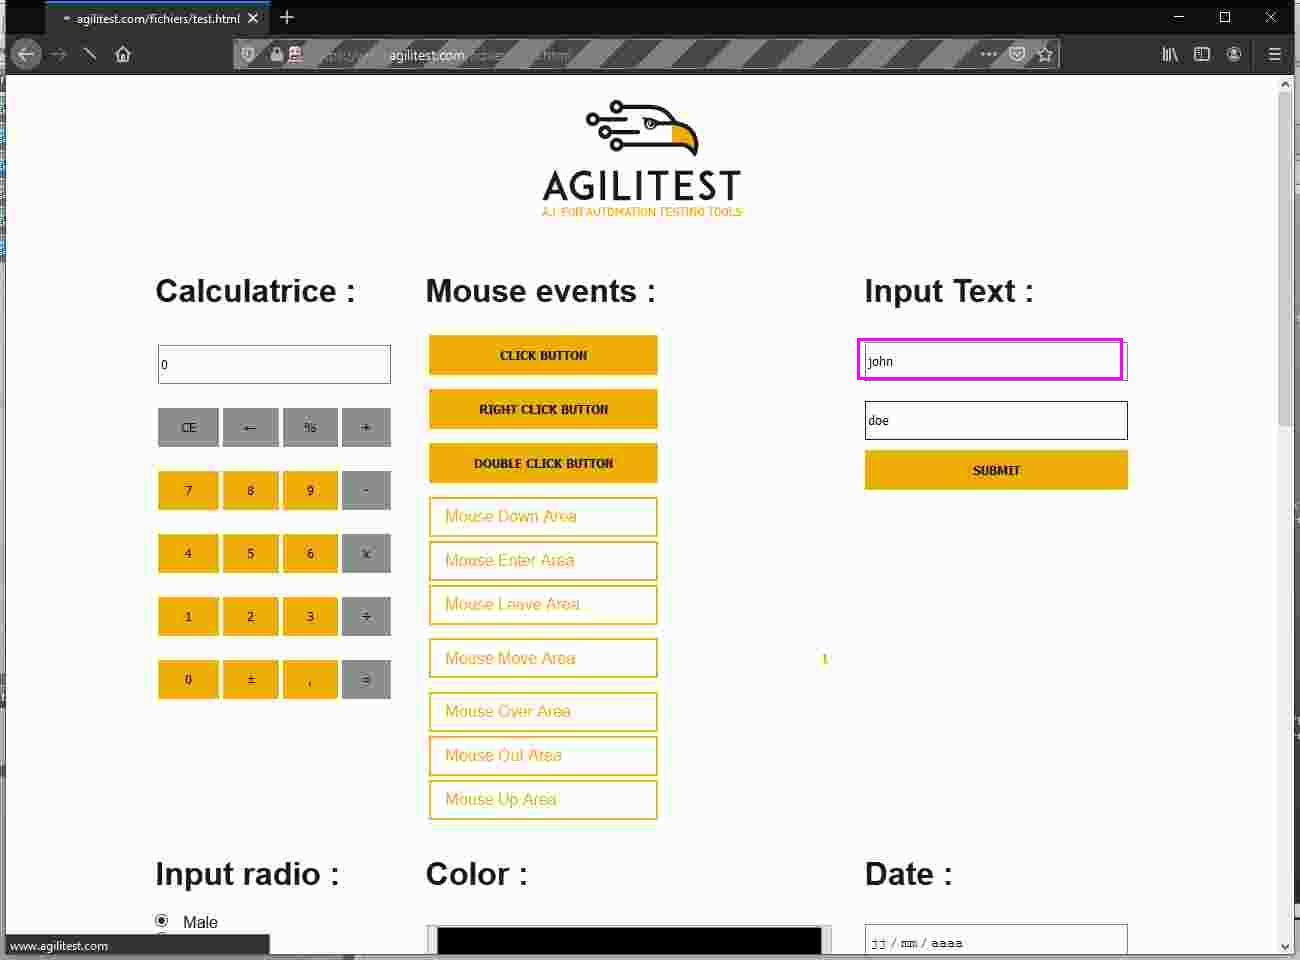 agilitest.com/fichiers/test.html
agilitest.com
AGILITEST
A.I. FOR AUTOMATION TESTING TOOLS
Calculatrice :
0
CE ← % +
7 8 9 -
4 5 6 x
1 2 3 ÷
0 ± , =
Mouse events :
CLICK BUTTON
RIGHT CLICK BUTTON
DOUBLE CLICK BUTTON
Mouse Down Area
Mouse Enter Area
Mouse Leave Area
Mouse Move Area
Mouse Over Area
Mouse Out Area
Mouse Up Area
Input Text :
john
doe
SUBMIT
t
Input radio :
Male
Color :
Date :
jj / mm / aaaa
www.agilitest.com